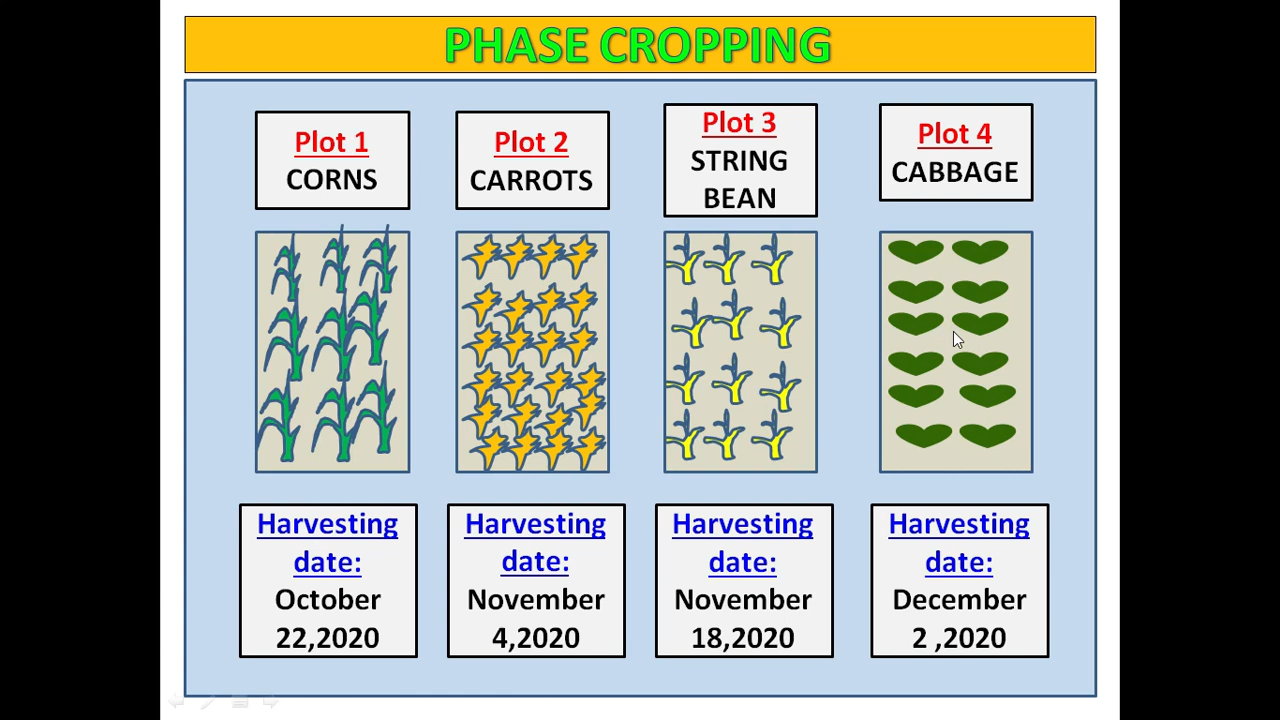 PHASE CROPPING
Plot 1
CORNS
Plot 2
CARROTS
Plot 3
STRING
BEAN
Plot 4
CABBAGE
Harvesting
date:
October
22,2020
Harvesting
date:
November
4,2020
Harvesting
date:
November
18,2020
Harvesting
date:
December
2 ,2020